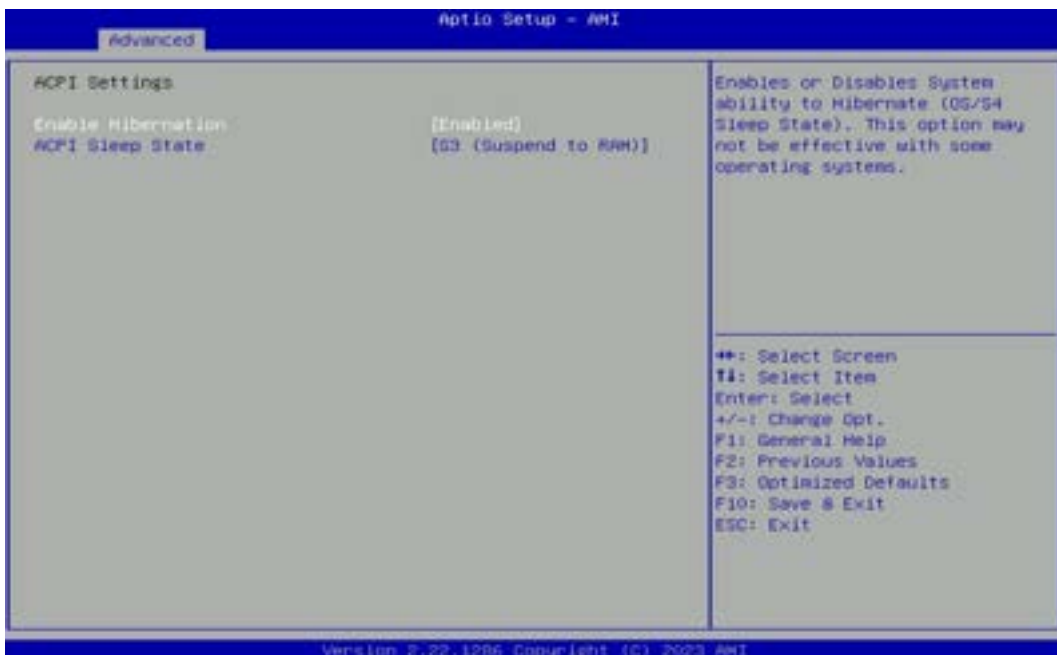 Aptio Setup - AMI
Advanced
ACPI Settings
Enable Hibernation [Enabled]
ACPI Sleep State [S3 (Suspend to RAM)]
Enables or Disables System
ability to Hibernate (OS/S4
Sleep State). This option may
not be effective with some
operating systems.
↔: Select Screen
↑↓: Select Item
Enter: Select
+/-: Change Opt.
F1: General Help
F2: Previous Values
F3: Optimized Defaults
F10: Save & Exit
ESC: Exit
Version 2.22.1286 Copyright (C) 2023 AMI